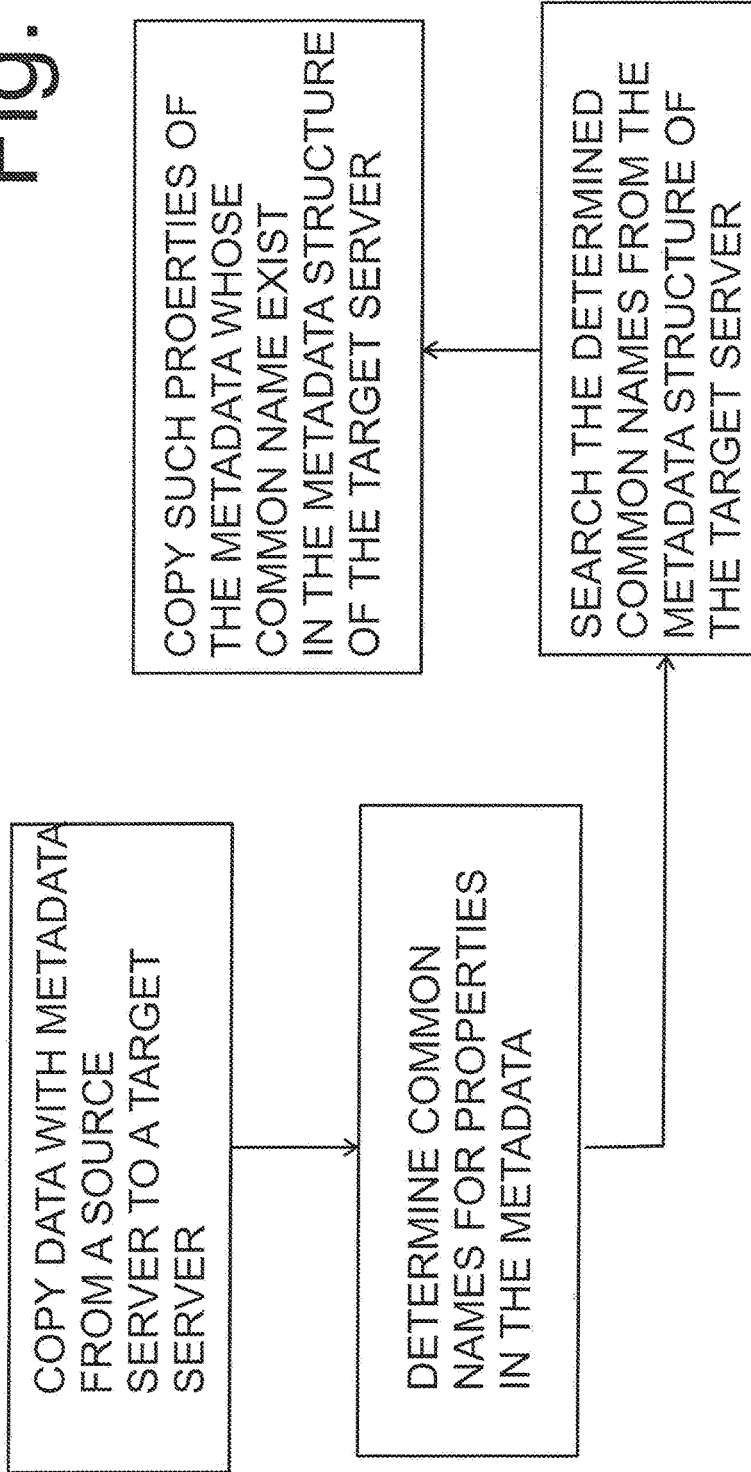 Fig.
COPY DATA WITH METADATA
FROM A SOURCE
SERVER TO A TARGET
SERVER
DETERMINE COMMON
NAMES FOR PROPERTIES
IN THE METADATA
SEARCH THE DETERMINED
COMMON NAMES FROM THE
METADATA STRUCTURE OF
THE TARGET SERVER
COPY SUCH PROERTIES OF
THE METADATA WHOSE
COMMON NAME EXIST
IN THE METADATA STRUCTURE
OF THE TARGET SERVER